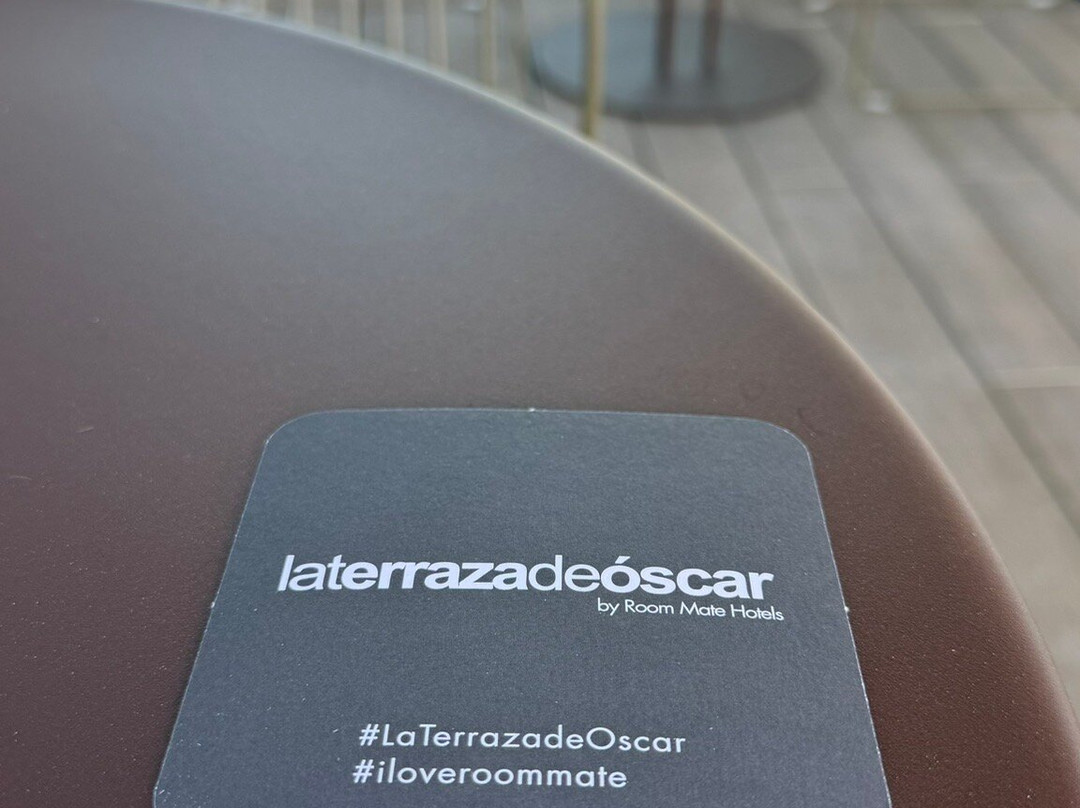 laterrazadeóscar
by Room Mate Hotels
#LaTerrazadeOscar
#iloveroommate